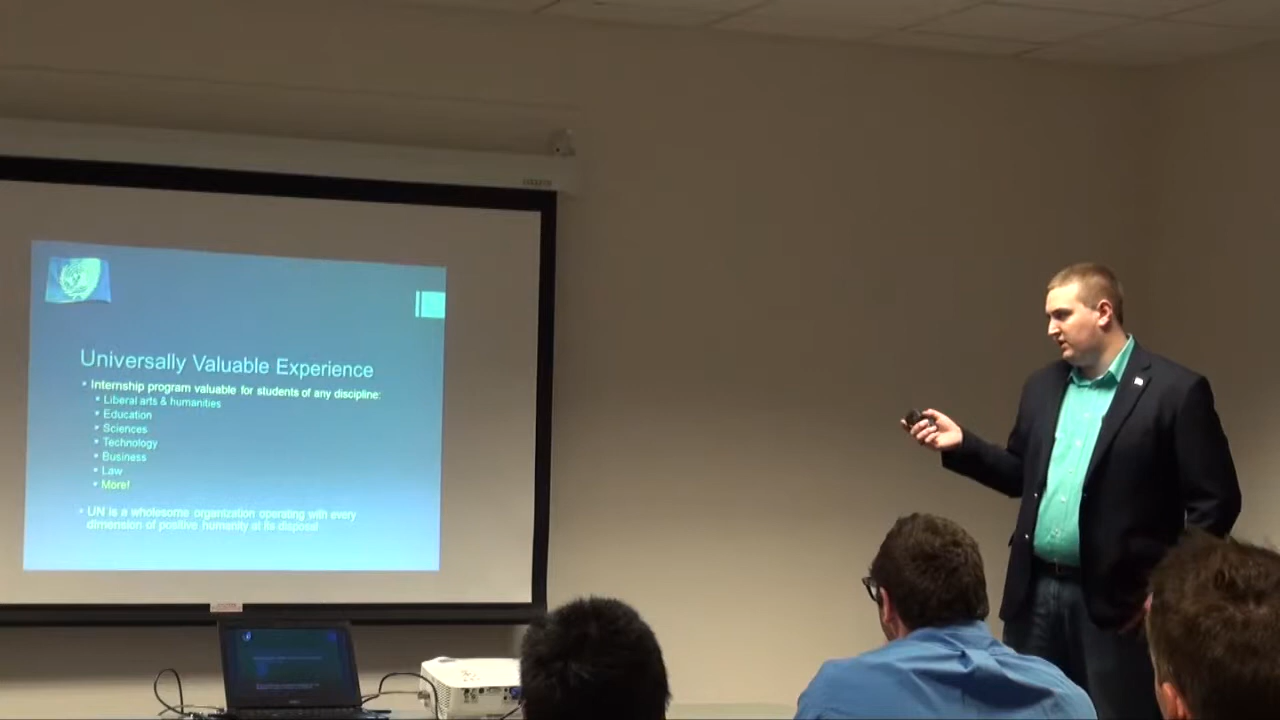 Universally Valuable Experience
Internship program valuable for students of any discipline:
Liberal arts & humanities
Education
Sciences
Technology
Business
Law
More!
UN is a wholesome organization operating with every
dimension of positive humanity at its disposal